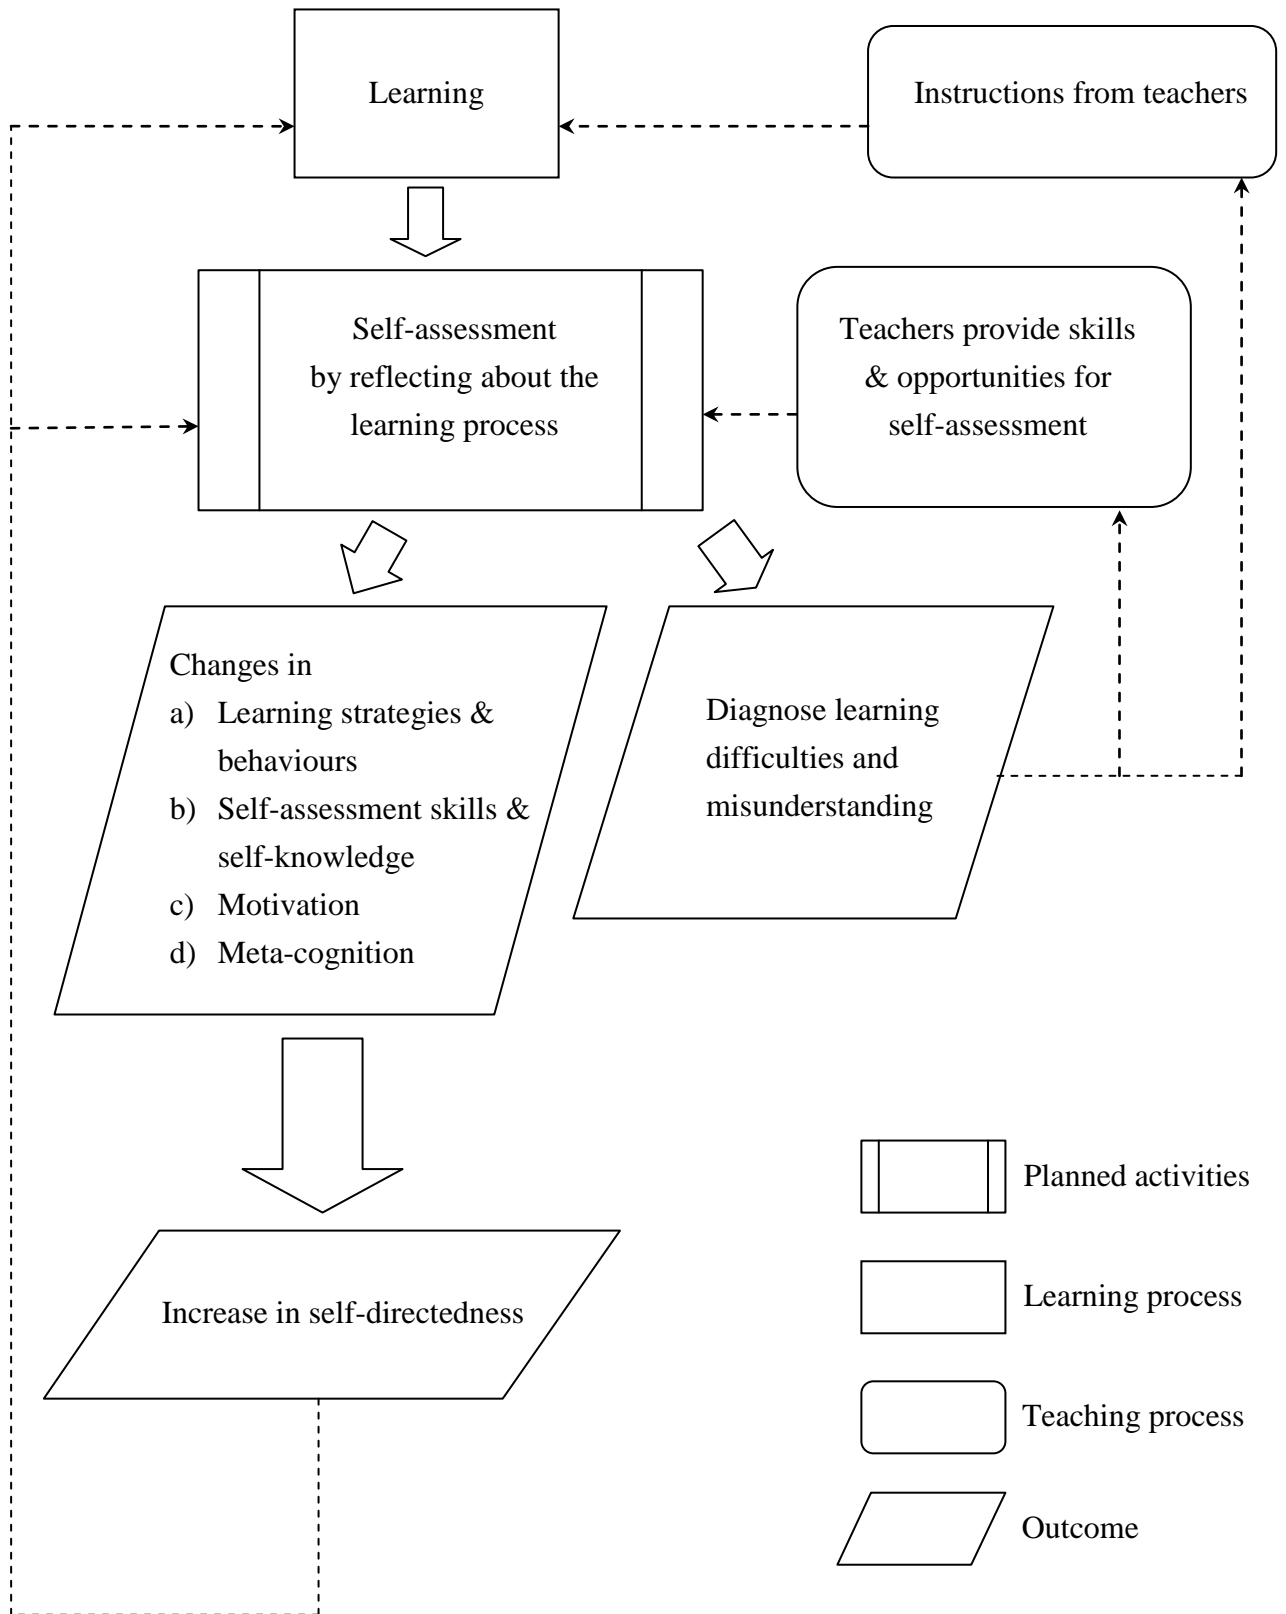 Learning
Instructions from teachers
Self-assessment
by reflecting about the
learning process
Teachers provide skills
& opportunities for
self-assessment
Changes in
a) Learning strategies &
behaviours
b) Self-assessment skills &
self-knowledge
c) Motivation
d) Meta-cognition
Diagnose learning
difficulties and
misunderstanding
Increase in self-directedness
Planned activities
Learning process
Teaching process
Outcome